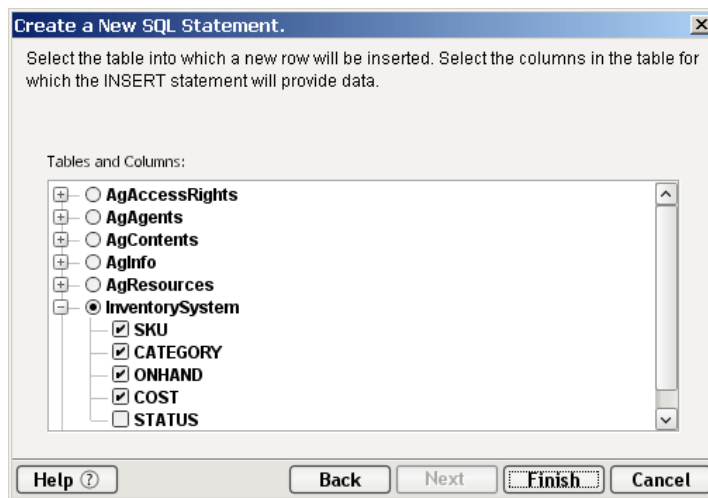 Create a New SQL Statement.
Select the table into which a new row will be inserted. Select the columns in the table for
which the INSERT statement will provide data.
Tables and Columns:
AgAccessRights
AgAgents
AgContents
AgInfo
AgResources
InventorySystem
SKU
CATEGORY
ONHAND
COST
STATUS
Help ? Back Next Finish Cancel